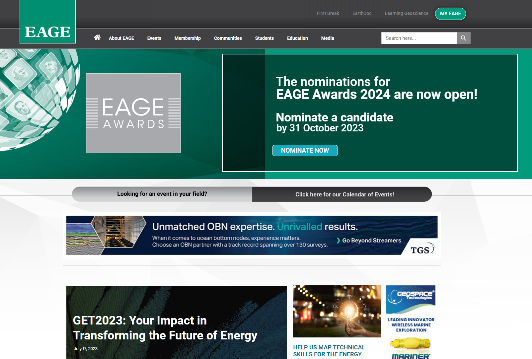 First Break
EarthDoc
Learning Geoscience
MY EAGE
EAGE
About EAGE
Events
Membership
Communities
Students
Education
Media
Search here...
EAGE
AWARDS
The nominations for
EAGE Awards 2024 are now open!
Nominate a candidate
by 31 October 2023
NOMINATE NOW
Looking for an event in your field?
Click here for our Calendar of Events!
Unmatched OBN expertise. Unrivalled results.
When it comes to ocean bottom nodes, experience matters.
Choose an OBN partner with a track record spanning over 130 surveys.
Go Beyond Streamers
TGS
GET2023: Your Impact in
Transforming the Future of Energy
July 17, 2023
HELP US MAP TECHNICAL
SKILLS FOR THE ENERGY
GEOSPACE
Technologies
LEADING INNOVATOR
WIRELESS MARINE
EXPLORATION
MARINER